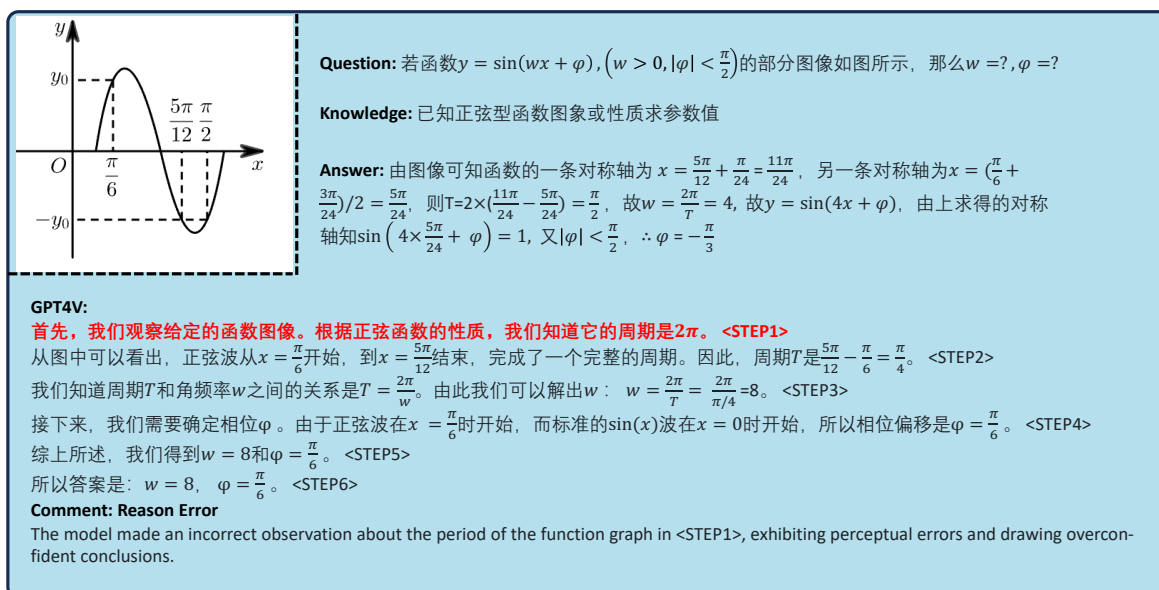 y
y₀
5π/12 π/2
O π/6 x
−y₀
Question: 若函数y = sin(wx + φ) , (w > 0, |φ| < π/2)的部分图像如图所示，那么w =? , φ =?
Knowledge: 已知正弦型函数图象或性质求参数值
Answer: 由图像可知函数的一条对称轴为 x = 5π/12 + π/24 = 11π/24 ，另一条对称轴为x = (π/6 +
3π/24)/2 = 5π/24 ，则T=2×(11π/24 − 5π/24) = π/2 ，故w = 2π/T = 4, 故y = sin(4x + φ)，由上求得的对称
轴知sin ( 4× 5π/24 + φ) = 1, 又|φ| < π/2 , ∴ φ = − π/3
GPT4V:
首先，我们观察给定的函数图像。根据正弦函数的性质，我们知道它的周期是2π。 <STEP1>
从图中可以看出，正弦波从x = π/6开始，到x = 5π/12结束，完成了一个完整的周期。因此，周期T是5π/12 − π/6 = π/4。 <STEP2>
我们知道周期T和角频率w之间的关系是T = 2π/w。由此我们可以解出w ： w = 2π/T = 2π/π/4 =8。 <STEP3>
接下来，我们需要确定相位φ 。由于正弦波在x = π/6时开始，而标准的sin(x)波在x = 0时开始，所以相位偏移是φ = π/6 。 <STEP4>
综上所述，我们得到w = 8和φ = π/6 。 <STEP5>
所以答案是：w = 8， φ = π/6 。 <STEP6>
Comment: Reason Error
The model made an incorrect observation about the period of the function graph in <STEP1>, exhibiting perceptual errors and drawing overcon-
fident conclusions.